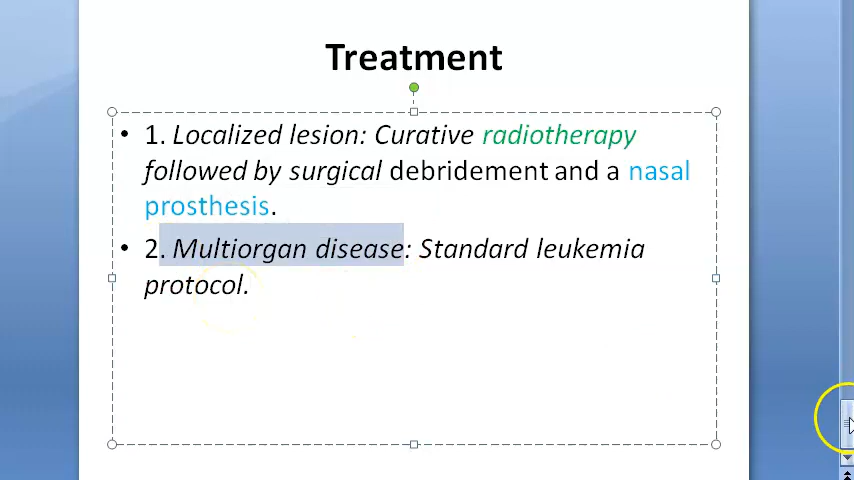 Treatment
• 1. Localized lesion: Curative radiotherapy
followed by surgical debridement and a nasal
prosthesis.
• 2. Multiorgan disease: Standard leukemia
protocol.